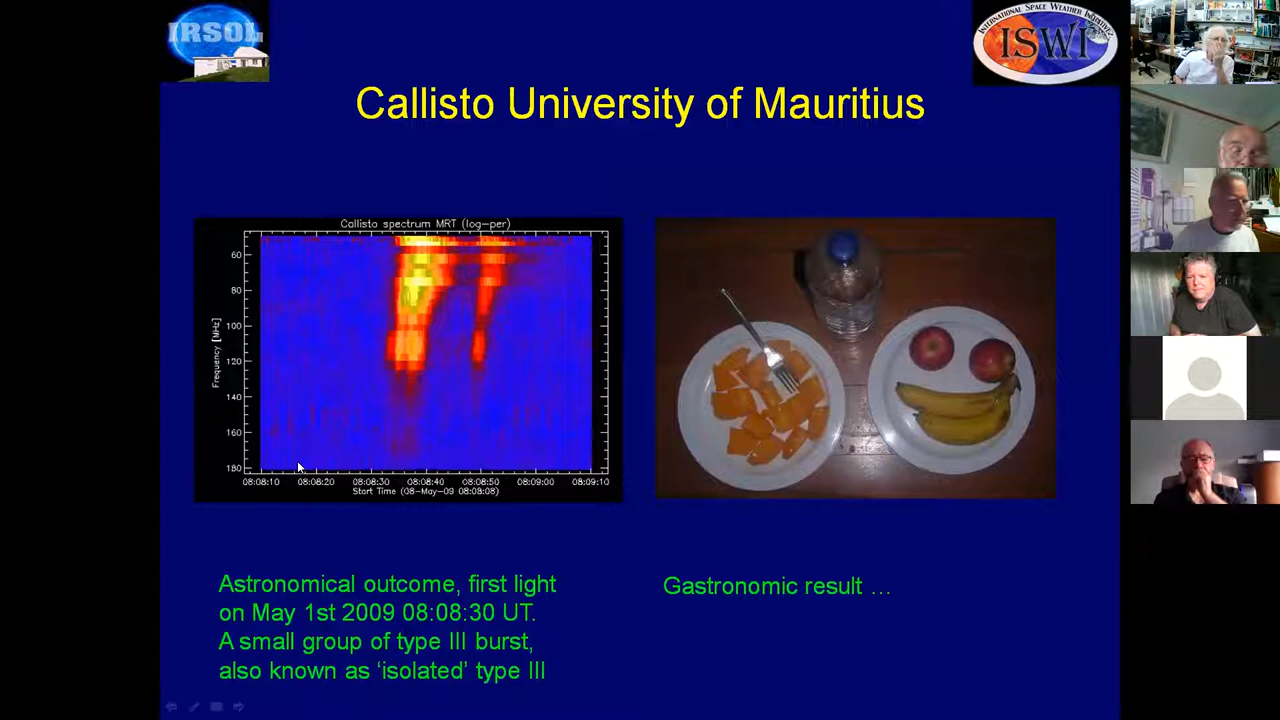 IRSOL
INTERNATIONAL SPACE WEATHER INITIATIVE
ISWI
Callisto University of Mauritius
Callisto spectrum MRT (log-per)
Frequency [MHz]
60
80
100
120
140
160
180
08:08:10 08:08:20 08:08:30 08:08:40 08:08:50 08:09:00 08:09:10
Start Time (08-May-09 08:08:08)
Astronomical outcome, first light
on May 1st 2009 08:08:30 UT.
A small group of type III burst,
also known as ‘isolated’ type III
Gastronomic result …